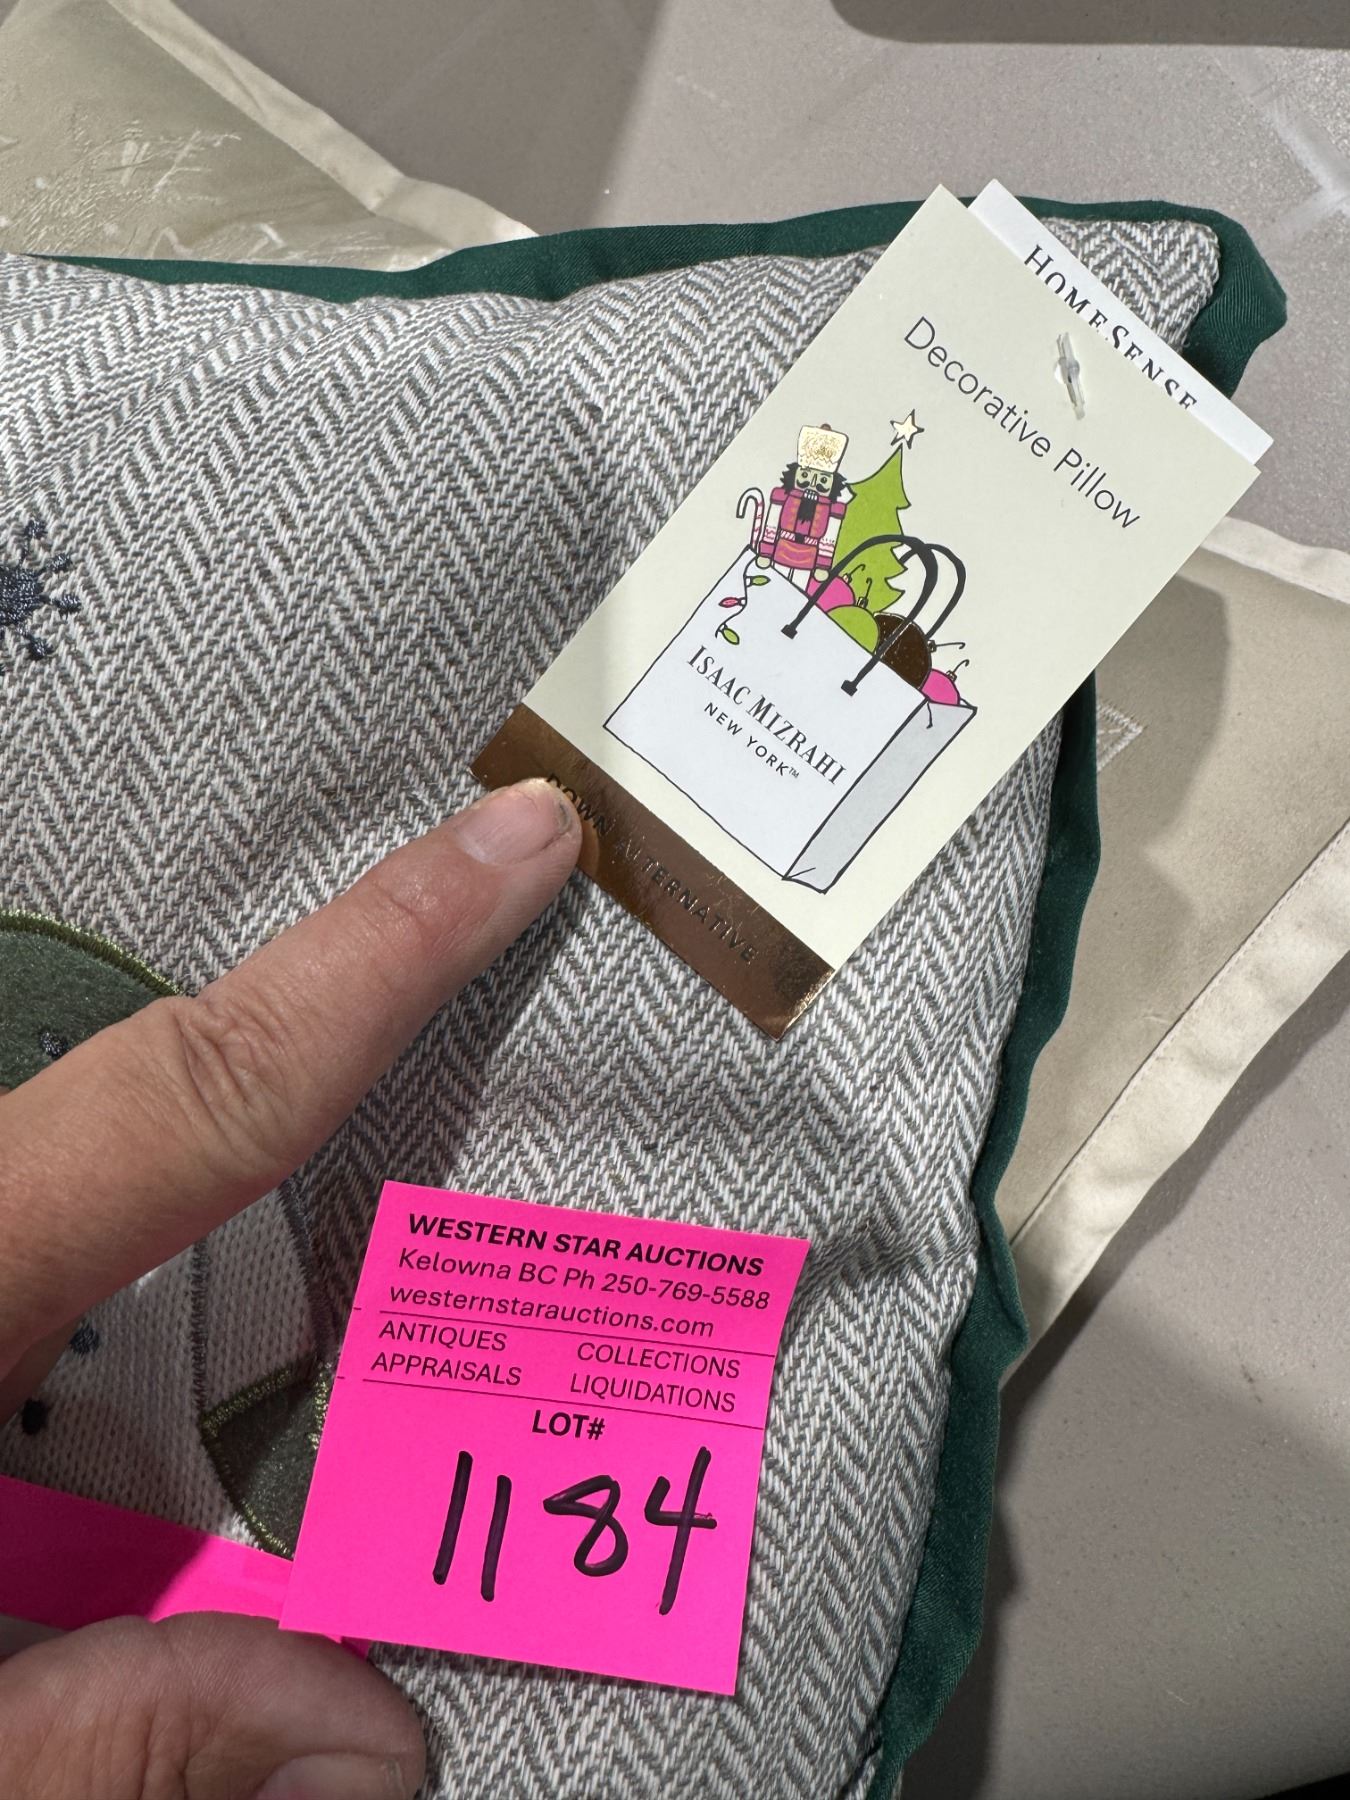 HOMESENSE
Decorative Pillow
ISAAC MIZRAHI
NEW YORK™
DOWN ALTERNATIVE
WESTERN STAR AUCTIONS
Kelowna BC Ph 250-769-5588
westernstarauctions.com
ANTIQUES COLLECTIONS
APPRAISALS LIQUIDATIONS
LOT#
1184